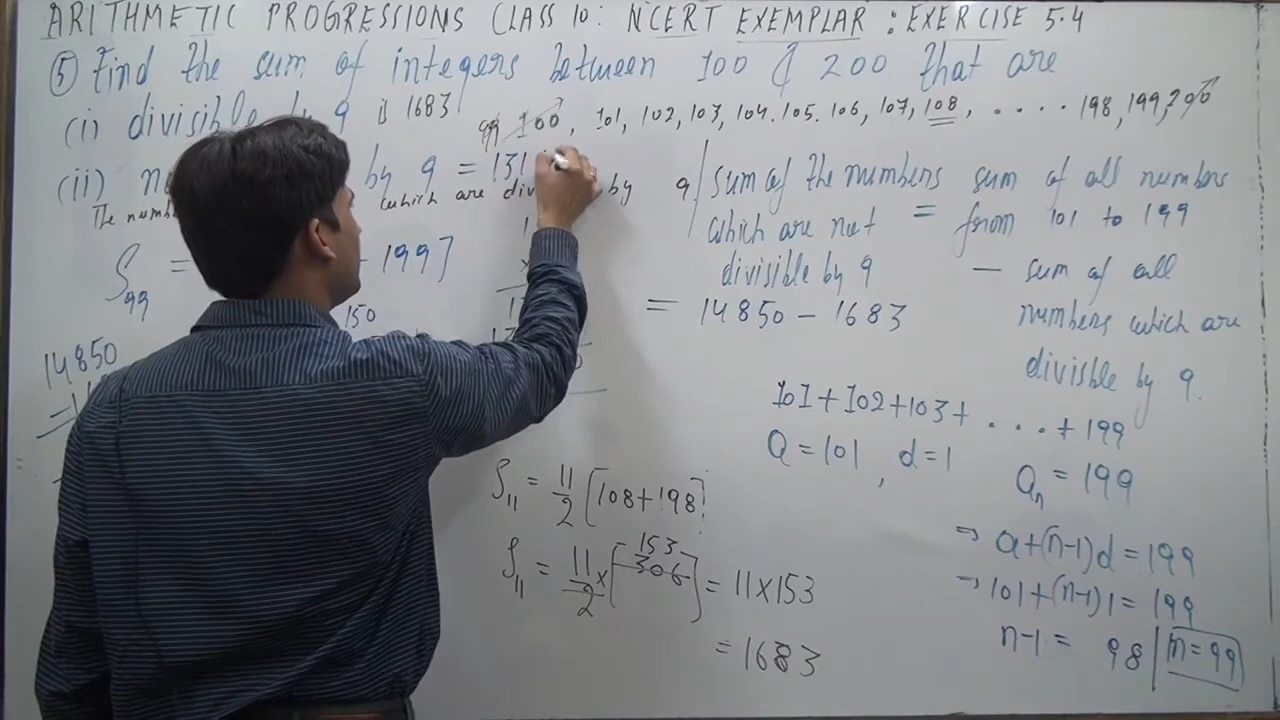 ARITHMETIC PROGRESSIONS CLASS 10: NCERT EXEMPLAR : EXERCISE 5.4
⑤ Find the sum of integers between 100 & 200 that are
(i) divisible by 9 is 1683
99 100, 101, 102, 103, 104. 105. 106, 107, 108, .... 198, 199, 200
(ii) by 9 = 131
The which are by 9.
S₉₉ = 199]
150
14850
Sum of the numbers which are not divisible by 9 = sum of all numbers from 101 to 199
— sum of all numbers which are divisible by 9.
= 14850 - 1683
101+102+103+ .... + 199
a = 101, d=1
aₙ = 199
⇒ a+(n-1)d = 199
⇒ 101+(n-1)1 = 199
n-1 = 98 | n=99
S₁₁ = 11/2 [108+198]
S₁₁ = 11/2 × [306] = 11×153
153
= 1683